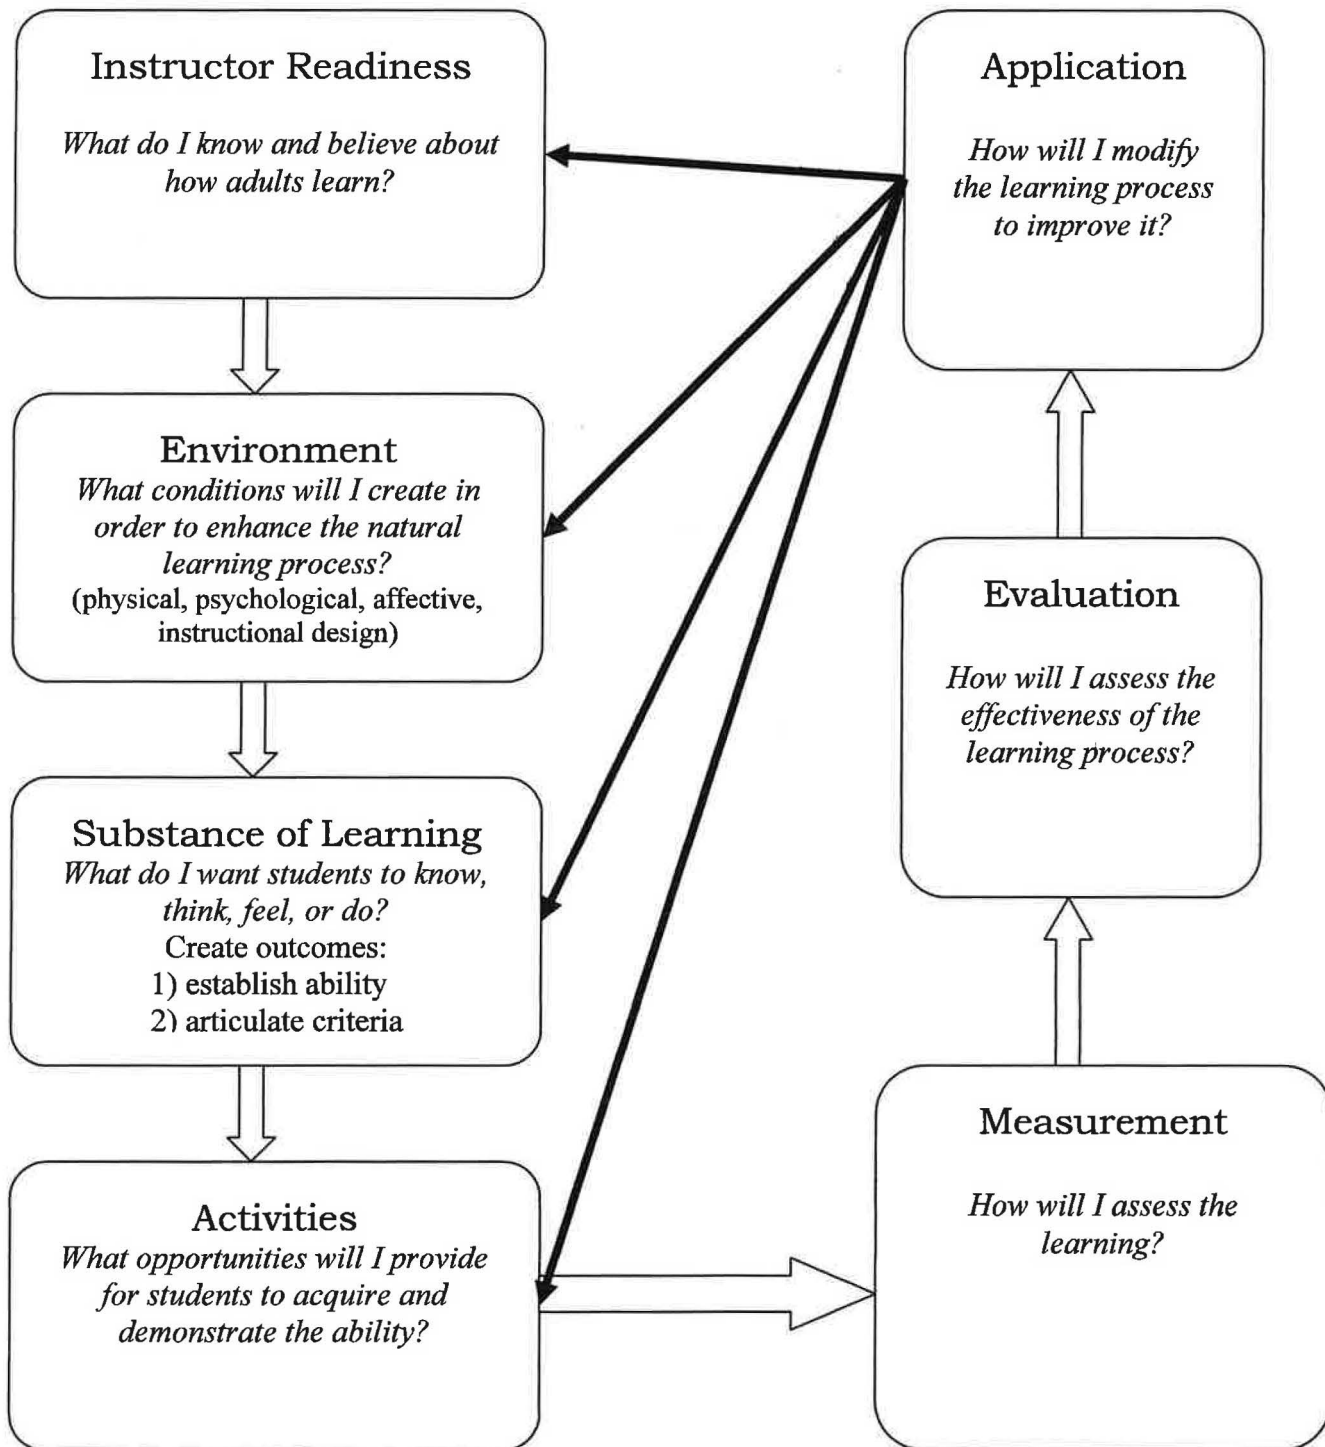 Instructor Readiness
What do I know and believe about
how adults learn?
Environment
What conditions will I create in
order to enhance the natural
learning process?
(physical, psychological, affective,
instructional design)
Substance of Learning
What do I want students to know,
think, feel, or do?
Create outcomes:
1) establish ability
2) articulate criteria
Activities
What opportunities will I provide
for students to acquire and
demonstrate the ability?
Measurement
How will I assess the
learning?
Evaluation
How will I assess the
effectiveness of the
learning process?
Application
How will I modify
the learning process
to improve it?